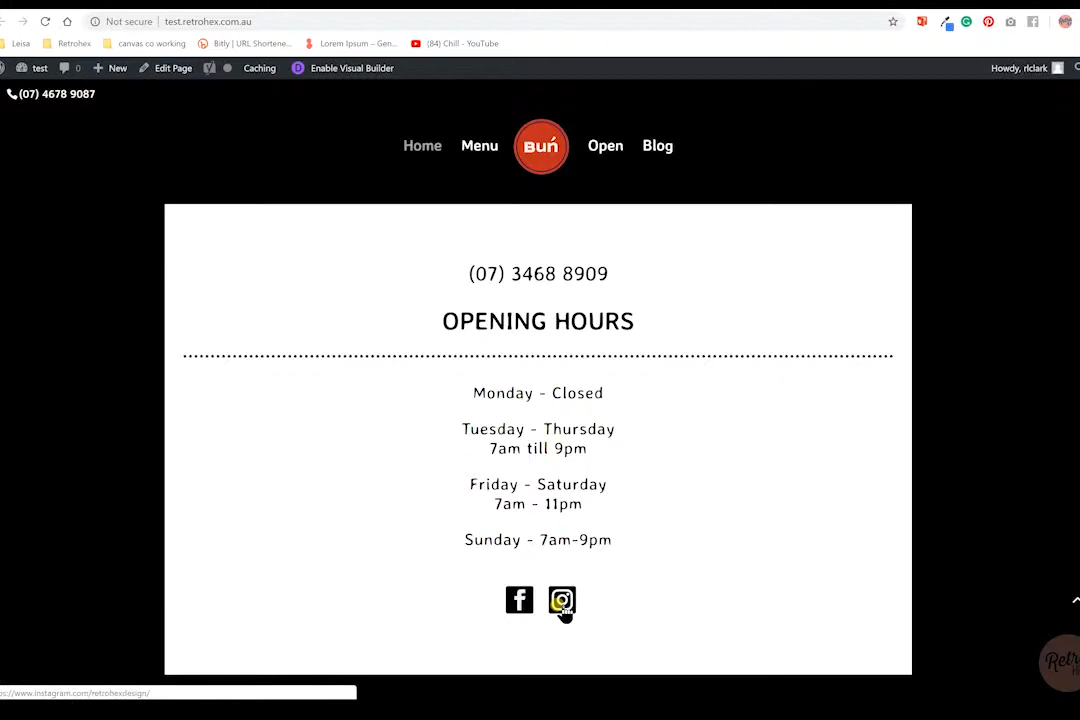 Not secure | test.retrohex.com.au
Leisa Retrohex canvas co working Bitly | URL Shortene... Lorem Ipsum – Gen... (84) Chill - YouTube
test 0 New Edit Page Caching D Enable Visual Builder Howdy, rlclark
(07) 4678 9087
Home Menu Buń Open Blog
(07) 3468 8909
OPENING HOURS
Monday - Closed
Tuesday - Thursday
7am till 9pm
Friday - Saturday
7am - 11pm
Sunday - 7am-9pm
ps://www.instagram.com/retrohexdesign/